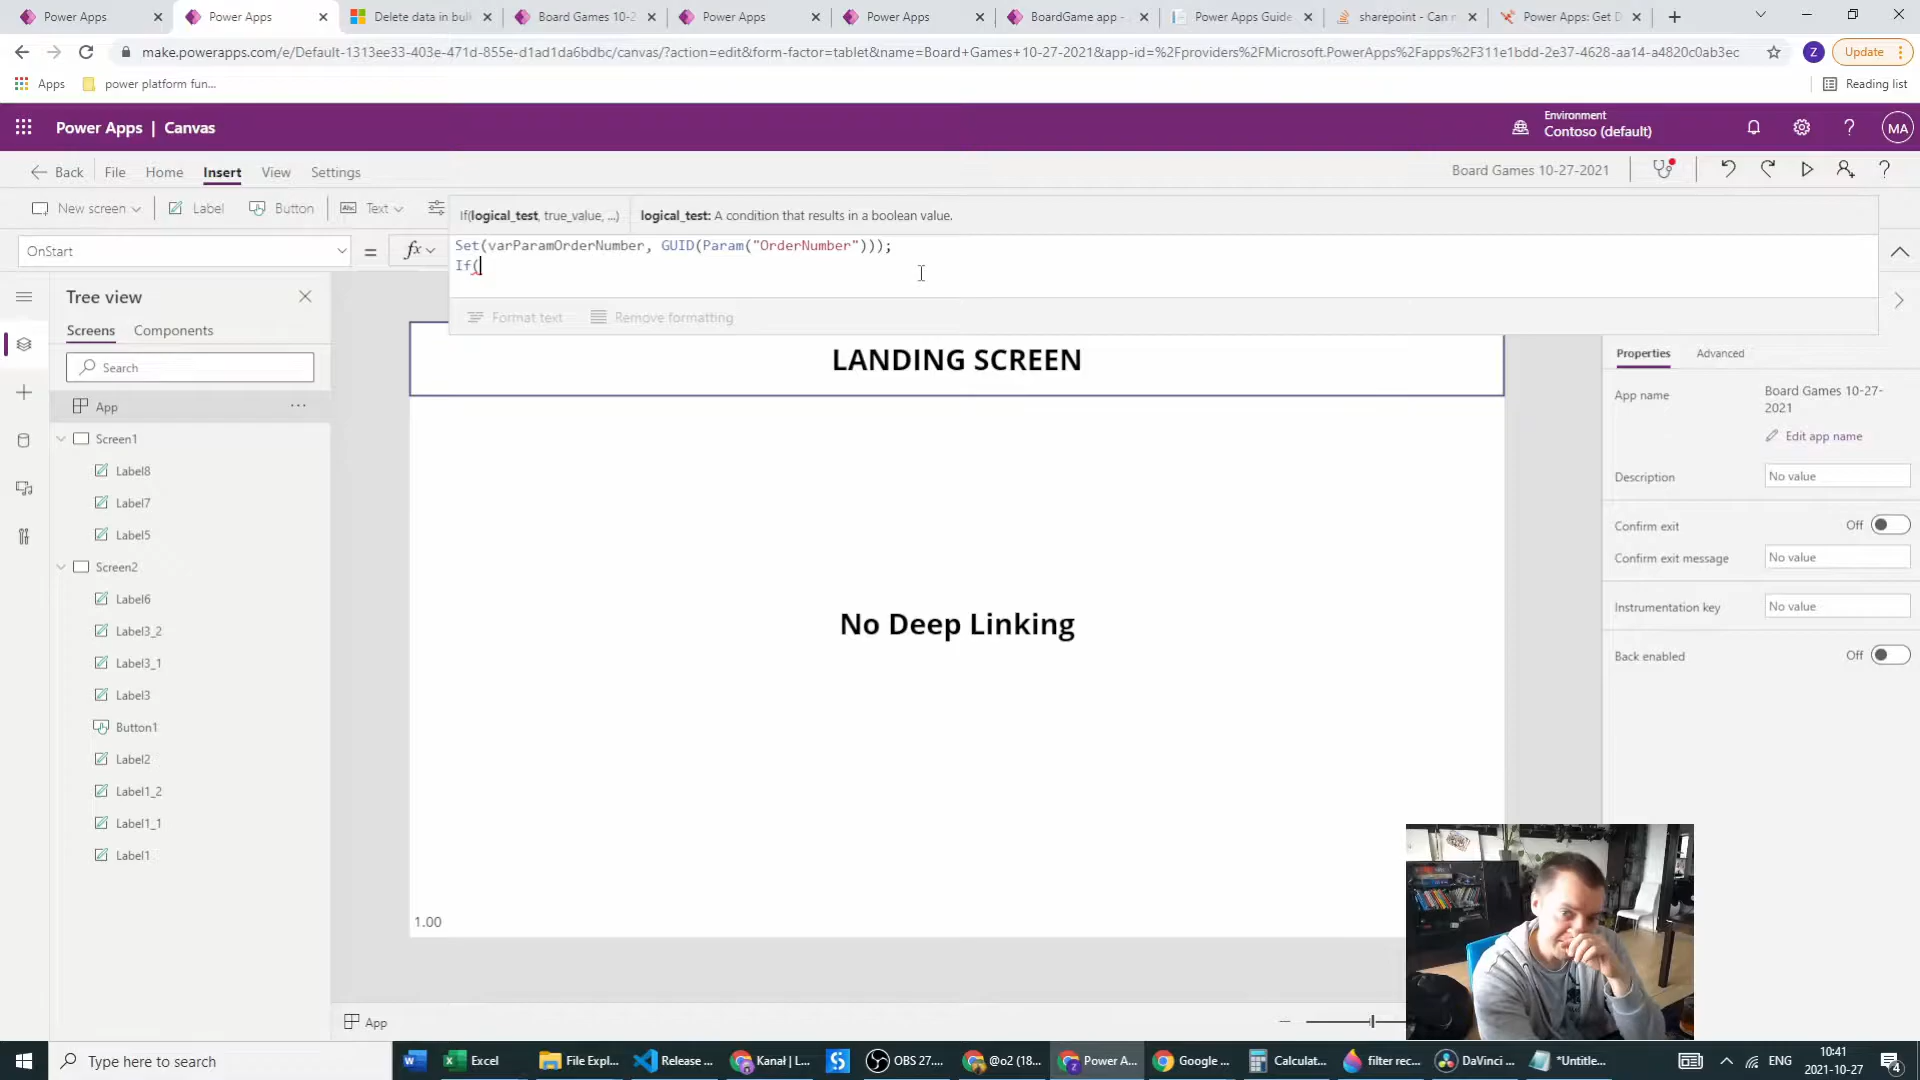 Power Apps
Power Apps
Delete data in bulk
Board Games 10-2
Power Apps
Power Apps
BoardGame app -
Power Apps Guide
sharepoint - Can n
Power Apps: Get D
make.powerapps.com/e/Default-1313ee33-403e-471d-855e-d1ad1da6bdbc/canvas/?action=edit&form-factor=tablet&name=Board+Games+10-27-2021&app-id=%2Fproviders%2FMicrosoft.PowerApps%2Fapps%2F311e1bdd-2e37-4628-aa14-a4820c0ab3ec
Z
Update
Apps
power platform fun...
Reading list
Power Apps | Canvas
Environment
Contoso (default)
MA
Back
File
Home
Insert
View
Settings
Board Games 10-27-2021
New screen
Label
Button
Text
If(logical_test, true_value, ...)
logical_test: A condition that results in a boolean value.
OnStart
=
fx
Set(varParamOrderNumber, GUID(Param("OrderNumber")));
If(
Format text
Remove formatting
Tree view
Screens
Components
Search
App
Screen1
Label8
Label7
Label5
Screen2
Label6
Label3_2
Label3_1
Label3
Button1
Label2
Label1_2
Label1_1
Label1
LANDING SCREEN
No Deep Linking
1.00
App
Properties
Advanced
App name
Board Games 10-27-
2021
Edit app name
Description
No value
Confirm exit
Off
Confirm exit message
No value
Instrumentation key
No value
Back enabled
Off
Type here to search
Excel
File Expl...
Release ...
Kanał | L...
OBS 27....
@o2 (18...
Power A...
Google ...
Calculat...
filter rec...
DaVinci ...
*Untitle...
ENG
10:41
2021-10-27
4